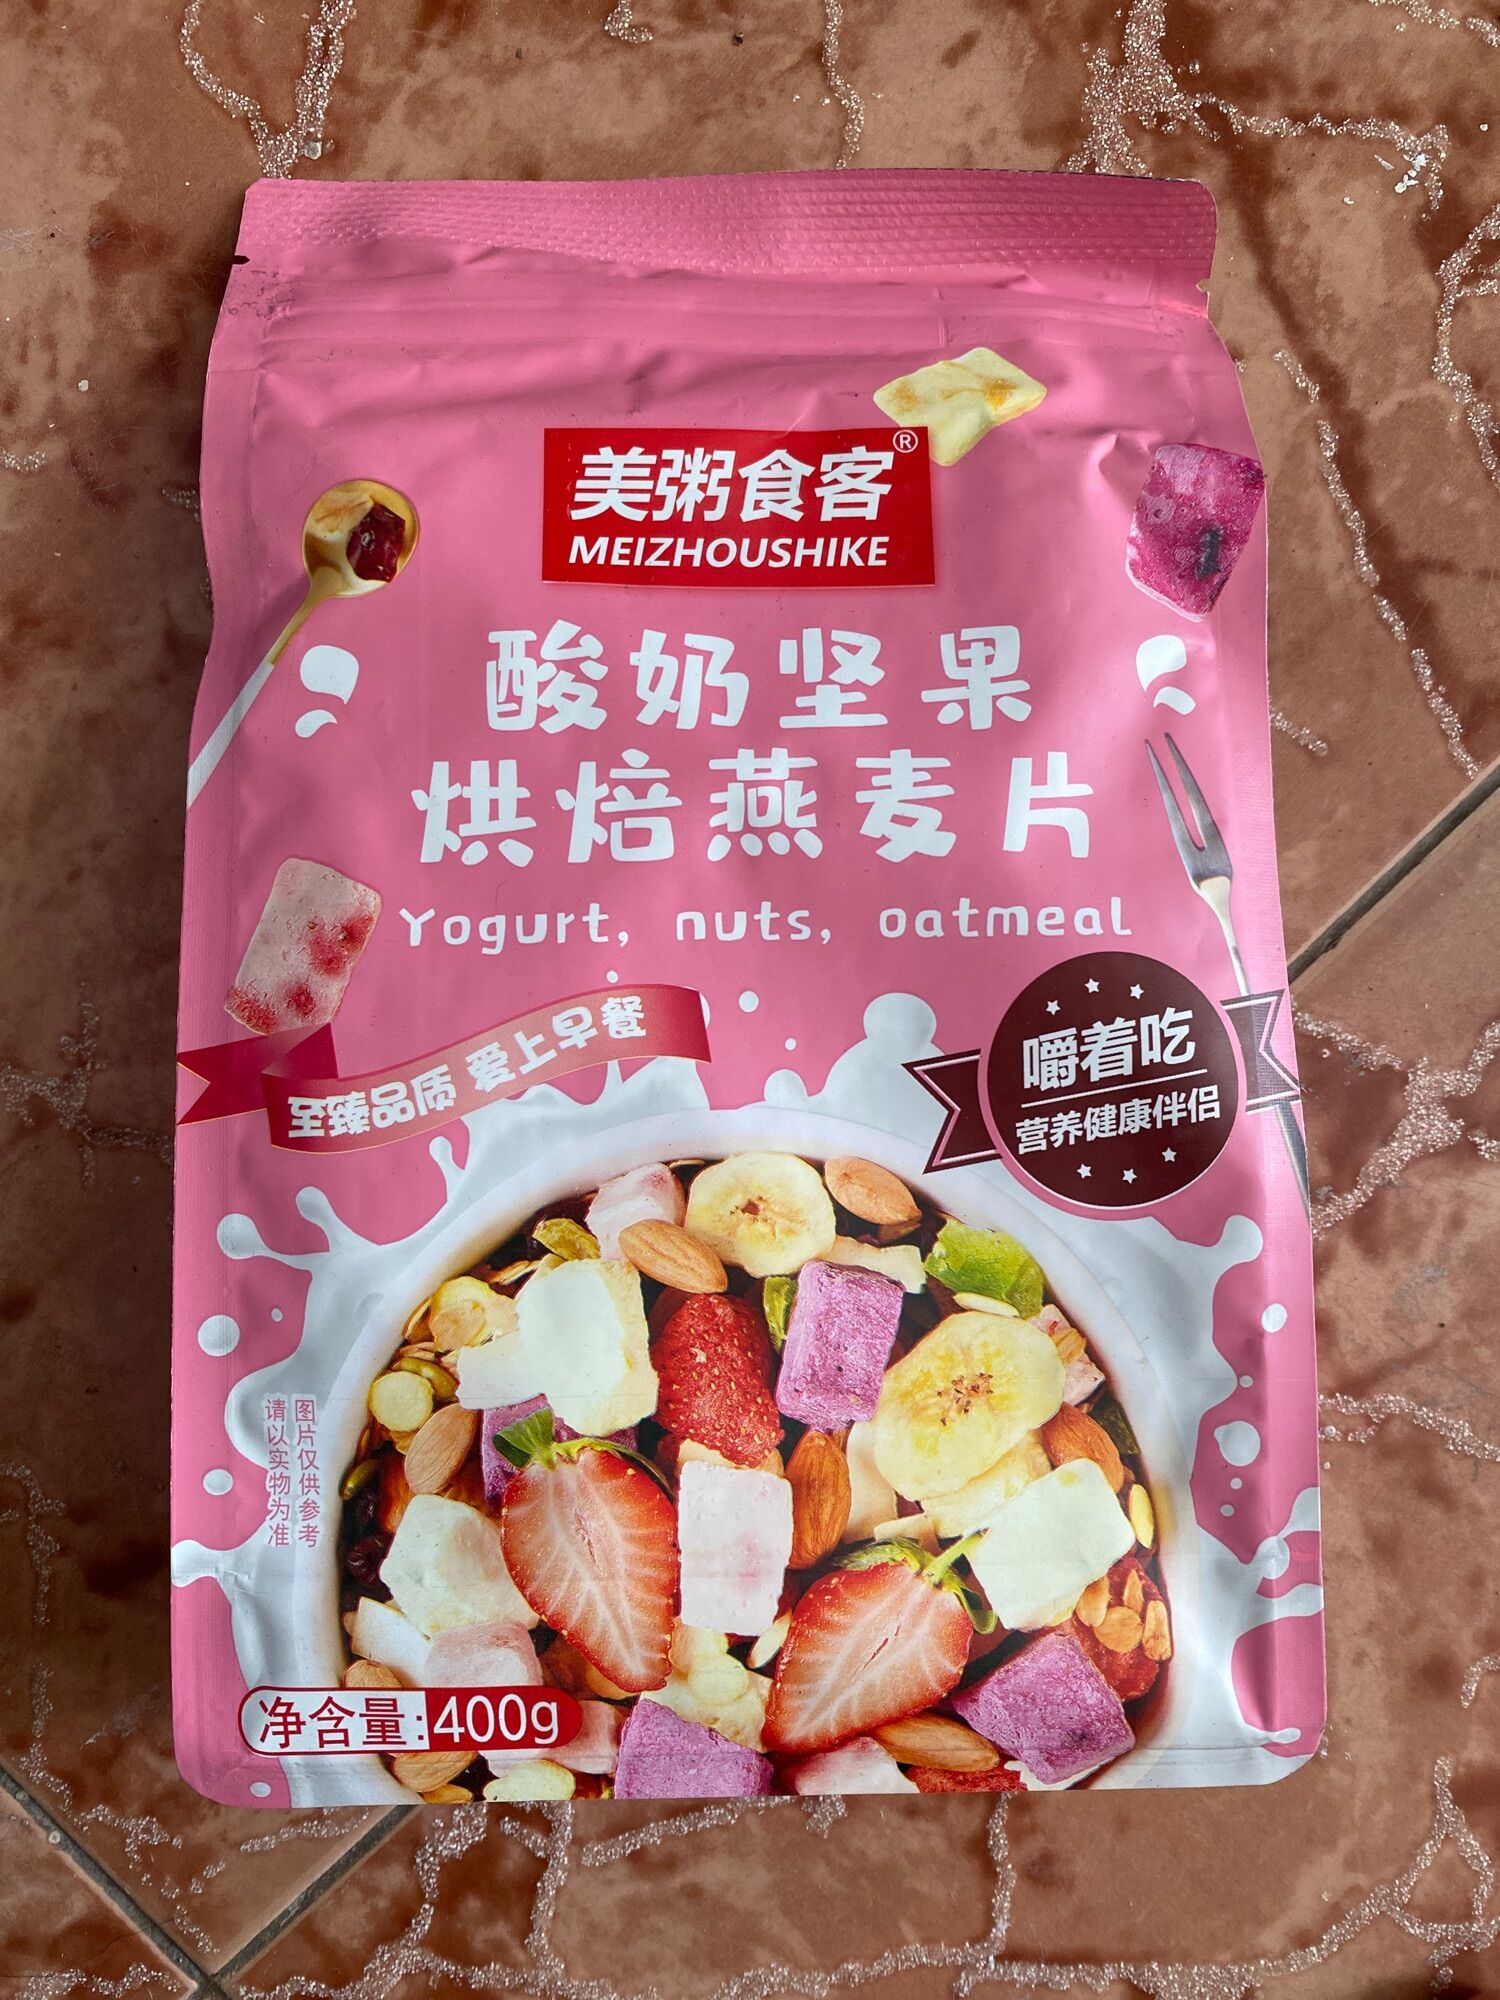 美粥食客®
MEIZHOUSHIKE
酸奶坚果
烘焙燕麦片
Yogurt, nuts, oatmeal
至臻品质 爱上早餐
嚼着吃
营养健康伴侣
图片仅供参考
请以实物为准
净含量:400g